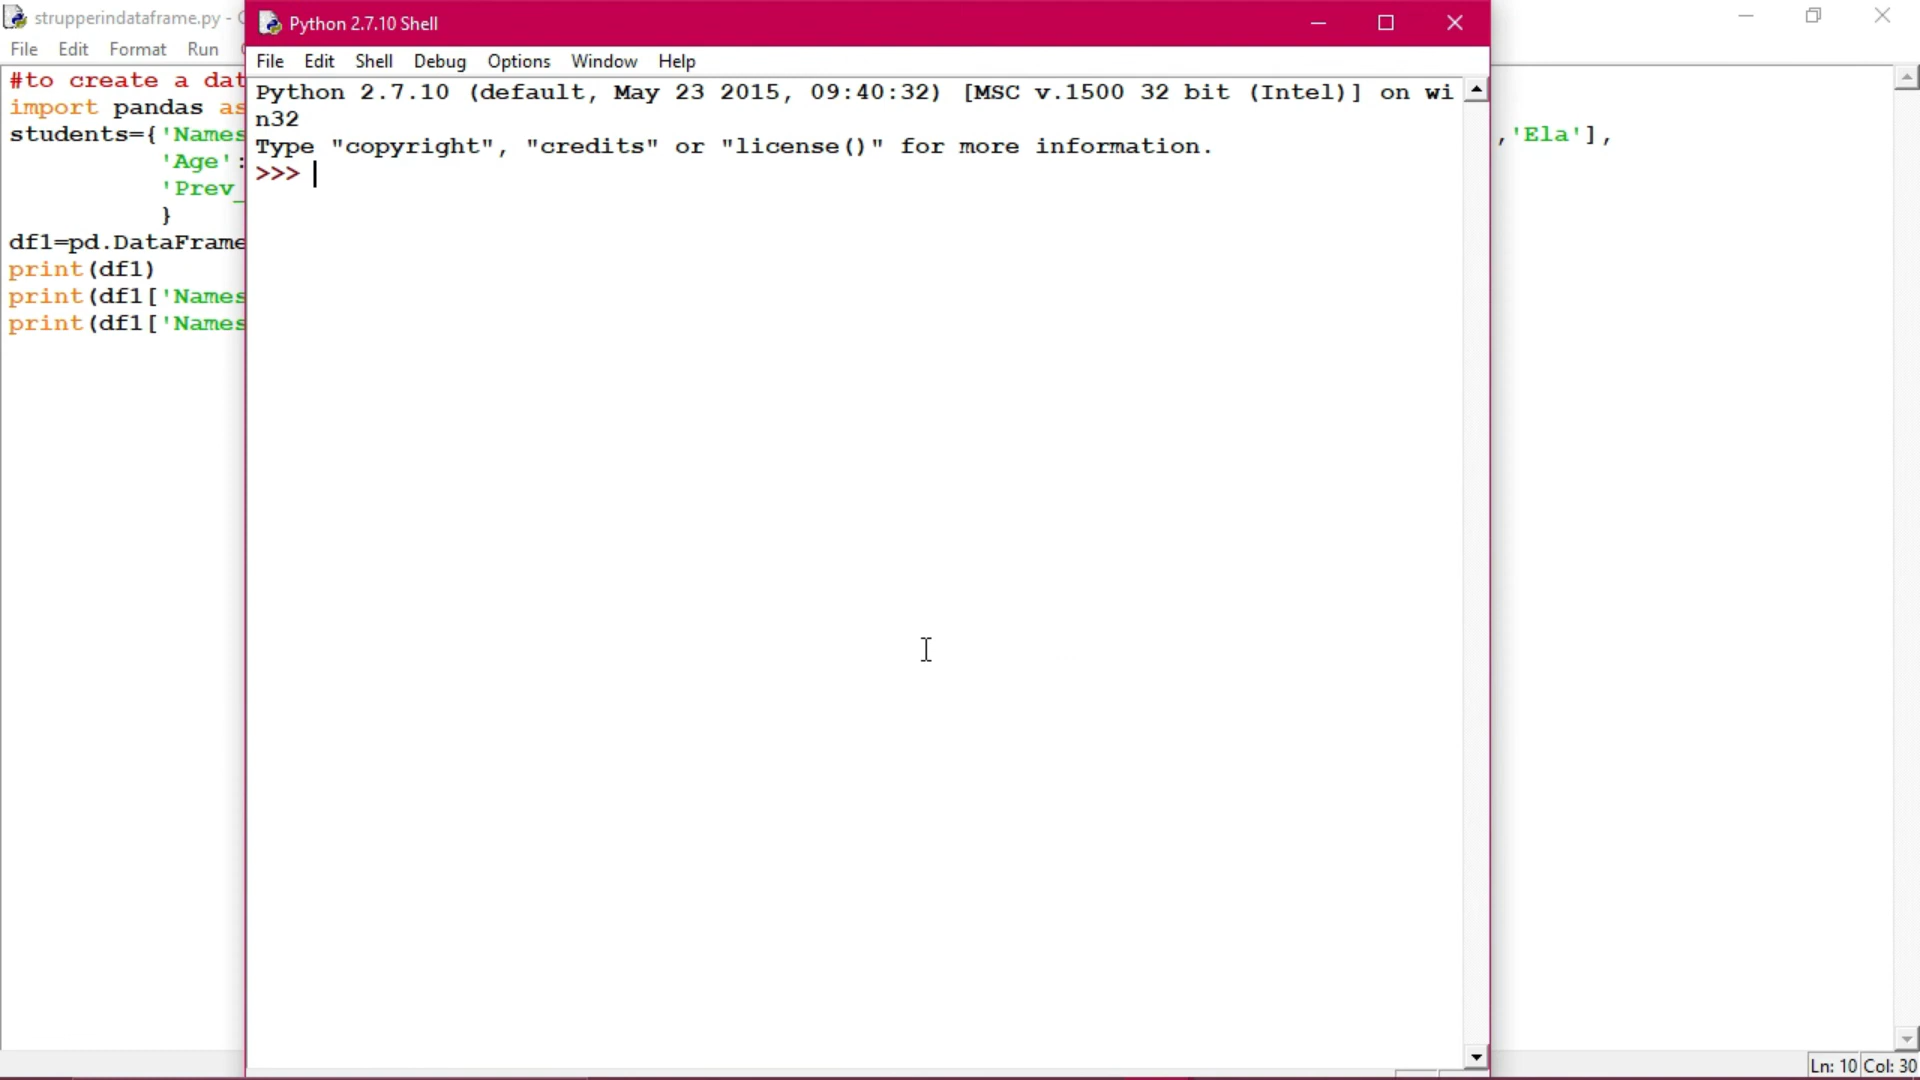 strupperindataframe.py -
File Edit Format Run
#to create a dat
import pandas as
students={'Names
,'Ela'],
'Age':
'Prev_
}
df1=pd.DataFrame
print(df1)
print(df1['Names
print(df1['Names
Python 2.7.10 Shell
File Edit Shell Debug Options Window Help
Python 2.7.10 (default, May 23 2015, 09:40:32) [MSC v.1500 32 bit (Intel)] on wi
n32
Type "copyright", "credits" or "license()" for more information.
>>>
Ln: 10 Col: 30